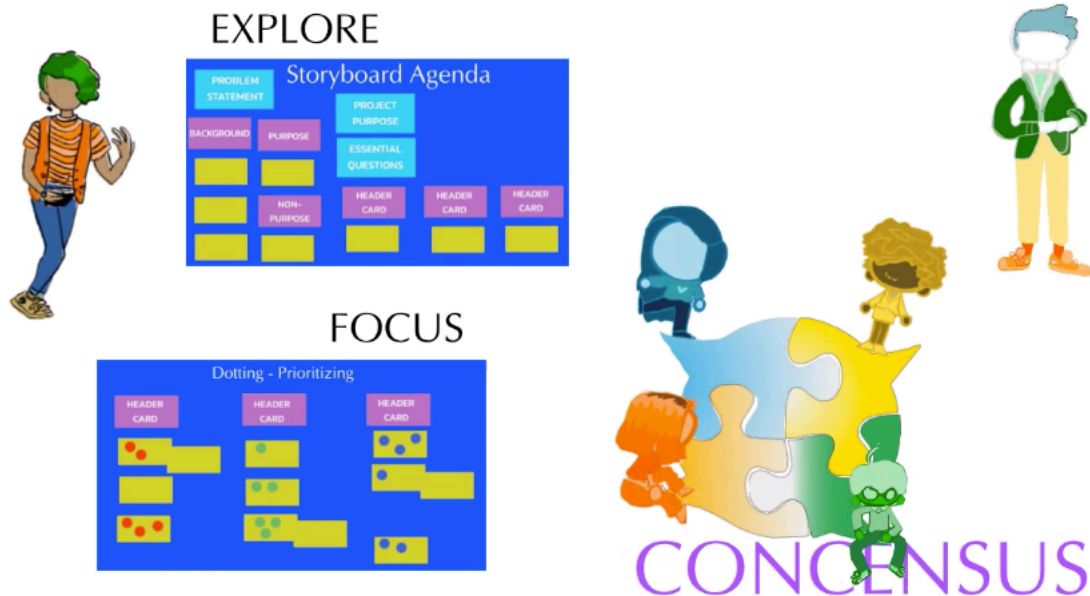 EXPLORE
Storyboard Agenda
PROBLEM
STATEMENT
PROJECT
PURPOSE
BACKGROUND
PURPOSE
ESSENTIAL
QUESTIONS
NON-
PURPOSE
HEADER
CARD
HEADER
CARD
HEADER
CARD
FOCUS
Dotting - Prioritizing
HEADER
CARD
HEADER
CARD
HEADER
CARD
CONCENSUS